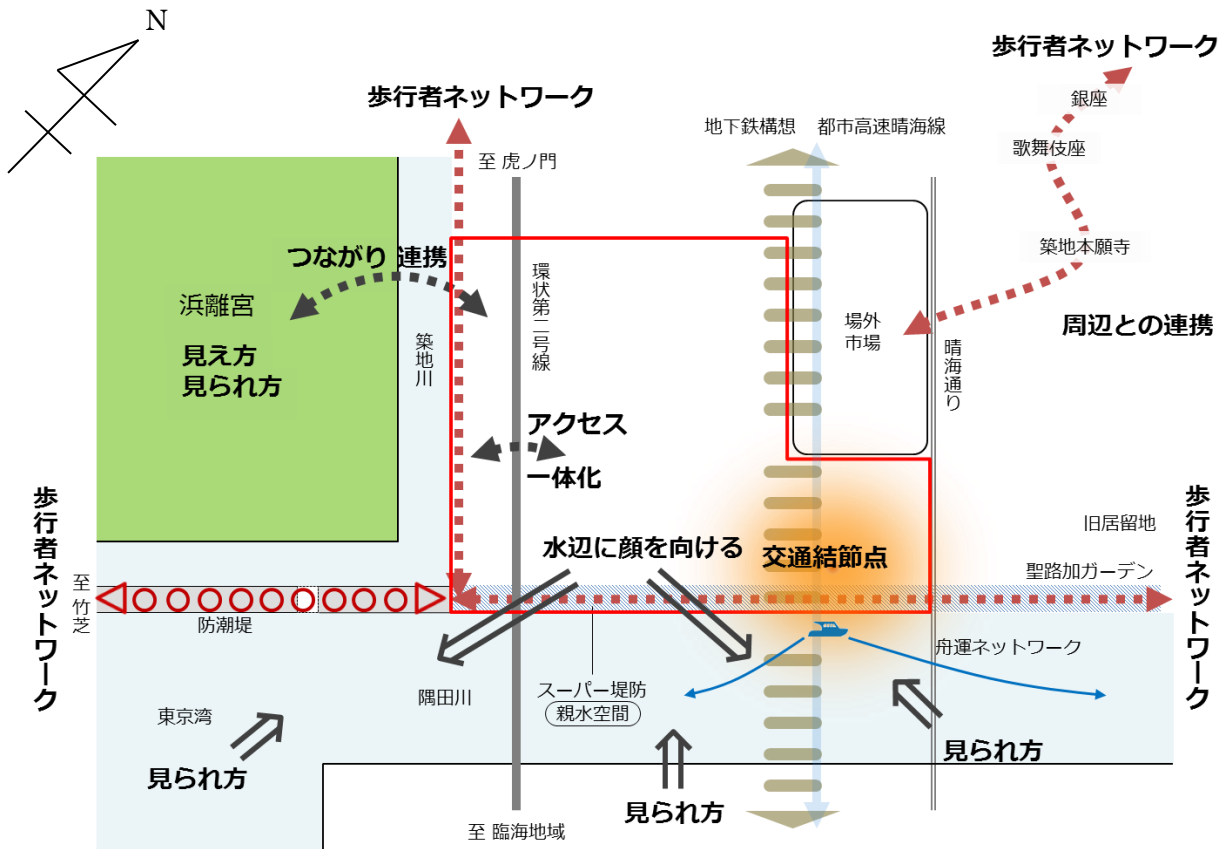 N
歩行者ネットワーク
銀座
歌舞伎座
築地本願寺
周辺との連携
歩行者ネットワーク
至 虎ノ門
地下鉄構想
都市高速晴海線
つながり 連携
浜離宮
見え方
見られ方
築地川
環状第二号線
場外
市場
晴海通り
アクセス
一体化
水辺に顔を向ける
交通結節点
旧居留地
聖路加ガーデン
歩行者ネットワーク
歩行者ネットワーク
至 竹芝
防潮堤
舟運ネットワーク
隅田川
スーパー堤防
親水空間
東京湾
見られ方
見られ方
見られ方
至 臨海地域